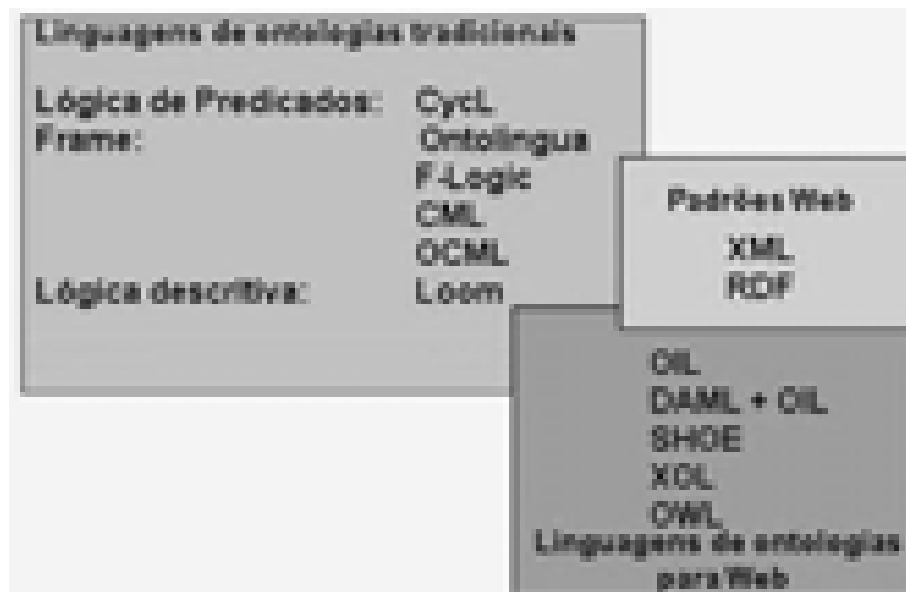 Linguagens de ontologias tradicionais
Lógica de Predicados: CycL
Frame: Ontolingua
F-Logic
CML
OCML
Lógica descritiva: Loom
Padrões Web
XML
RDF
OIL
DAML + OIL
SHOE
XOL
OWL
Linguagens de ontologias
para Web